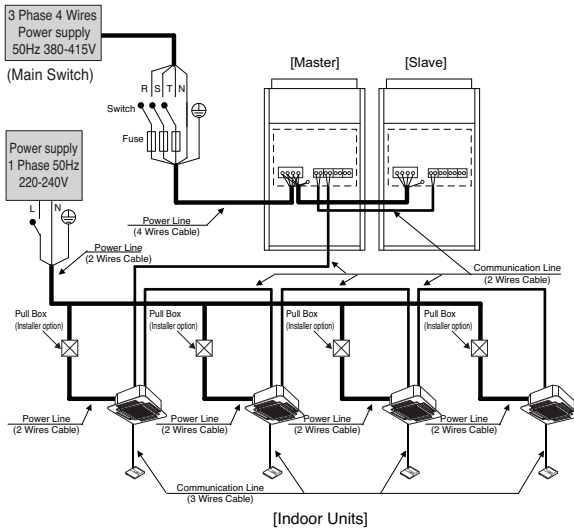 3 Phase 4 Wires
Power supply
50Hz 380-415V
(Main Switch)
R S T N
Switch
Fuse
[Master]
[Slave]
Power supply
1 Phase 50Hz
220-240V
L N
Power Line
(4 Wires Cable)
Power Line
(2 Wires Cable)
Communication Line
(2 Wires Cable)
Pull Box
(Installer option)
Pull Box
(Installer option)
Pull Box
(Installer option)
Pull Box
(Installer option)
Power Line
(2 Wires Cable)
Power Line
(2 Wires Cable)
Power Line
(2 Wires Cable)
Power Line
(2 Wires Cable)
Communication Line
(3 Wires Cable)
[Indoor Units]